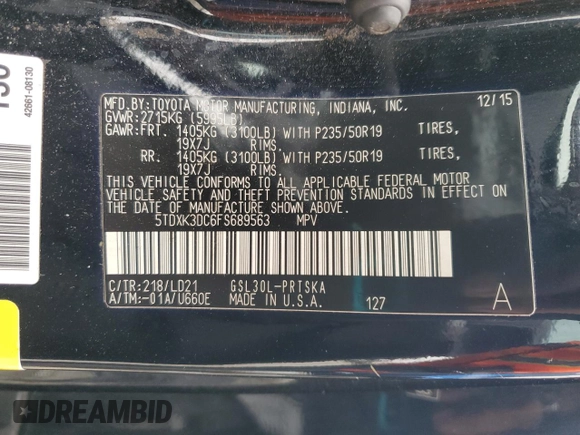 42661-08130
MFD.BY:TOYOTA MOTOR MANUFACTURING, INDIANA, INC. 12/15
GVWR:2715KG (5995LB)
GAWR:FRT. 1405KG (3100LB) WITH P235/50R19 TIRES,
19X7J RIMS.
RR. 1405KG (3100LB) WITH P235/50R19 TIRES,
19X7J RIMS.
THIS VEHICLE CONFORMS TO ALL APPLICABLE FEDERAL MOTOR
VEHICLE SAFETY AND THEFT PREVENTION STANDARDS IN EFFECT ON
THE DATE OF MANUFACTURE SHOWN ABOVE.
5TDXK3DC6FS689563 MPV
C/TR:218/LD21 GSL30L-PRTSKA
A/TM:-01A/U660E MADE IN U.S.A. 127 A
DREAMBID